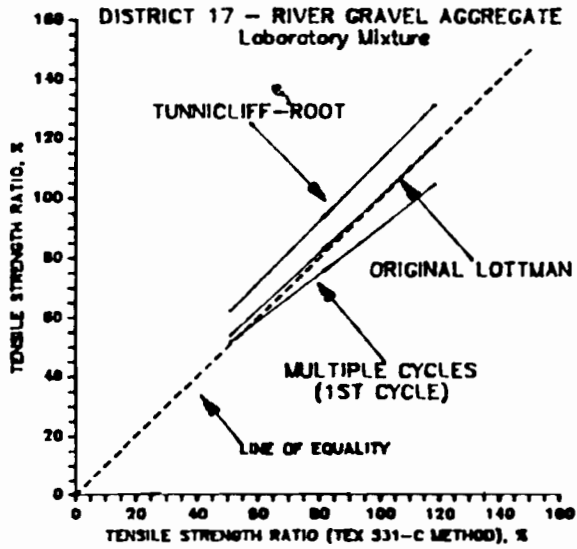 DISTRICT 17 – RIVER GRAVEL AGGREGATE
Laboratory Mixture
TENSILE STRENGTH RATIO, %
160
140
120
100
80
60
40
20
0
TUNNICLIFF–ROOT
ORIGINAL LOTTMAN
MULTIPLE CYCLES
(1ST CYCLE)
LINE OF EQUALITY
0 20 40 60 80 100 120 140 160
TENSILE STRENGTH RATIO (TEX 531–C METHOD), %